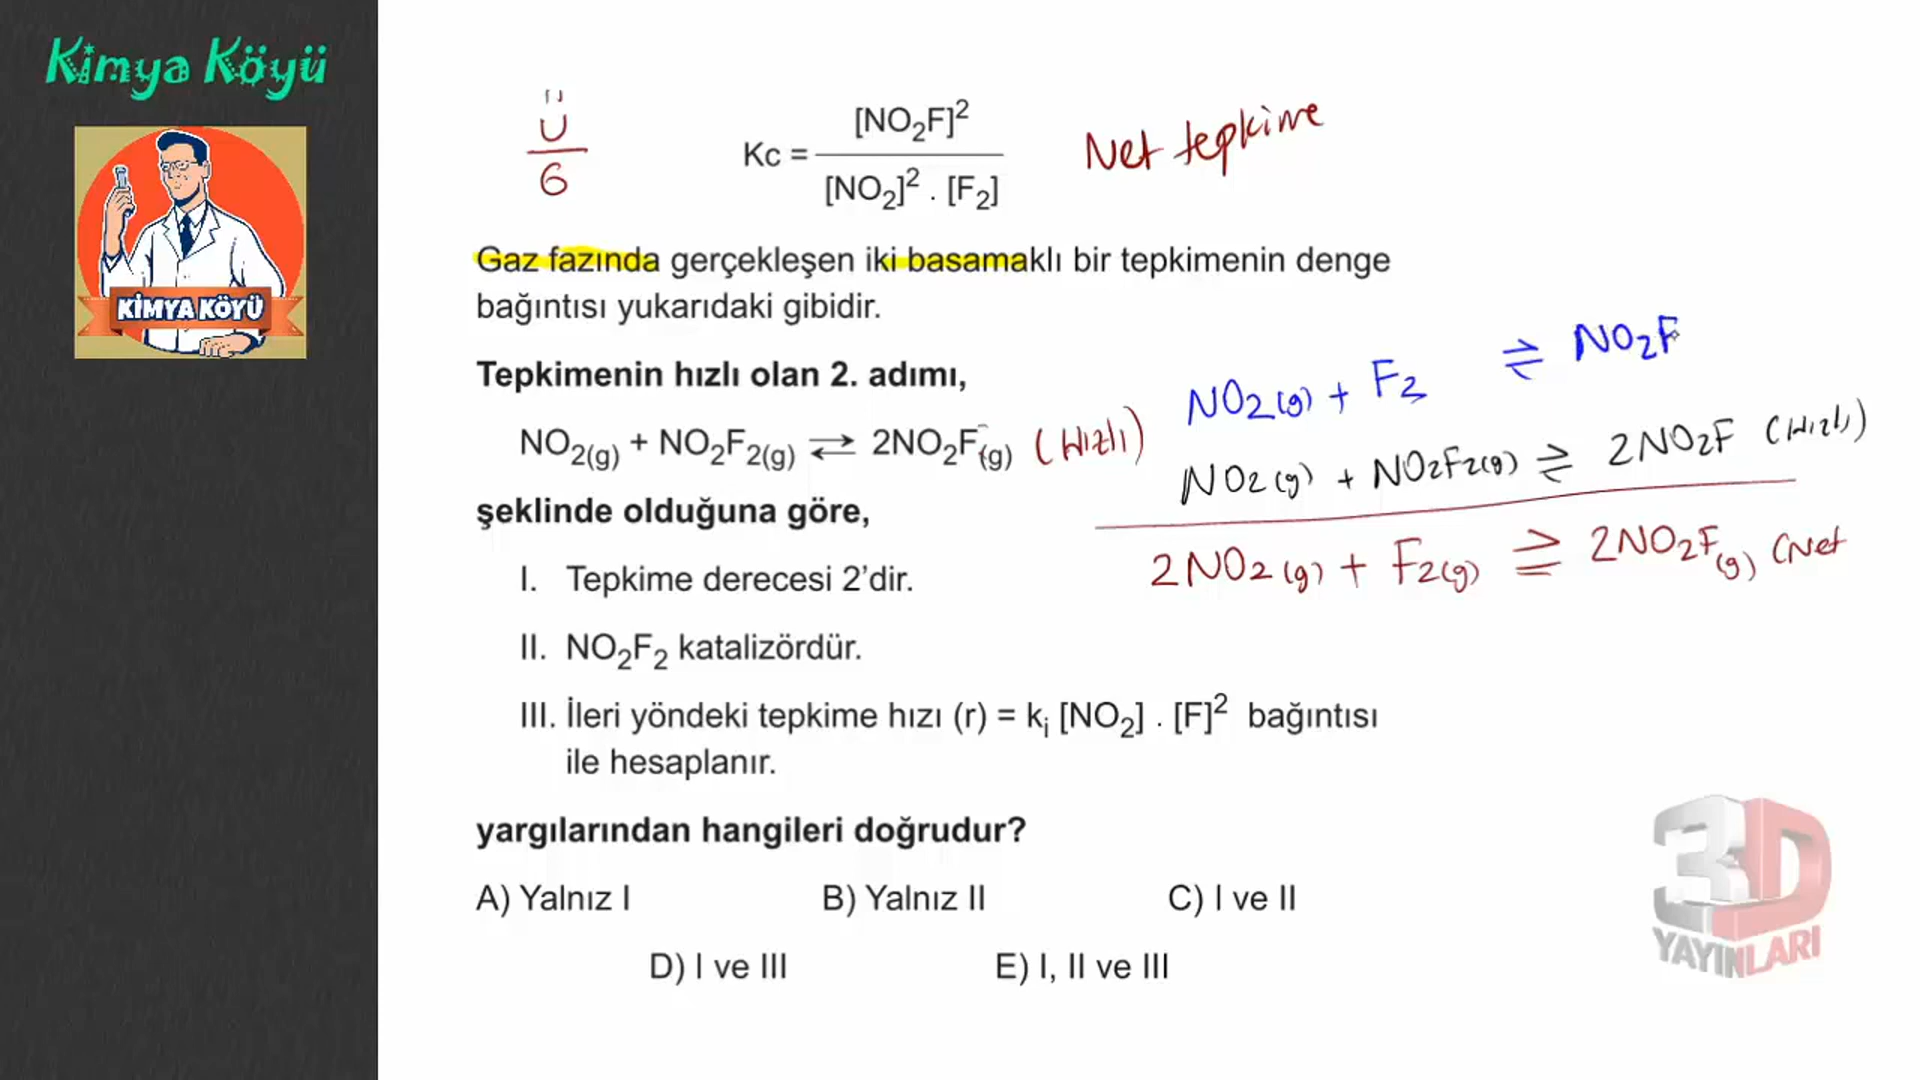 Kimya Köyü
KİMYA KÖYÜ
Ü
6
Kc = [NO₂F]² / [NO₂]² . [F₂]
Net tepkime
Gaz fazında gerçekleşen iki basamaklı bir tepkimenin denge
bağıntısı yukarıdaki gibidir.
Tepkimenin hızlı olan 2. adımı,
NO₂(g) + NO₂F₂(g) ⇌ 2NO₂F(g) (Hızlı)
şeklinde olduğuna göre,
NO₂(g) + F₂ ⇌ NO₂F
NO₂(g) + NO₂F₂(g) ⇌ 2NO₂F (Hızlı)
2NO₂(g) + F₂(g) ⇌ 2NO₂F(g) (Net
I. Tepkime derecesi 2’dir.
II. NO₂F₂ katalizördür.
III. İleri yöndeki tepkime hızı (r) = kᵢ [NO₂] . [F]² bağıntısı
ile hesaplanır.
yargılarından hangileri doğrudur?
A) Yalnız I B) Yalnız II C) I ve II
D) I ve III E) I, II ve III
3D
YAYINLARI